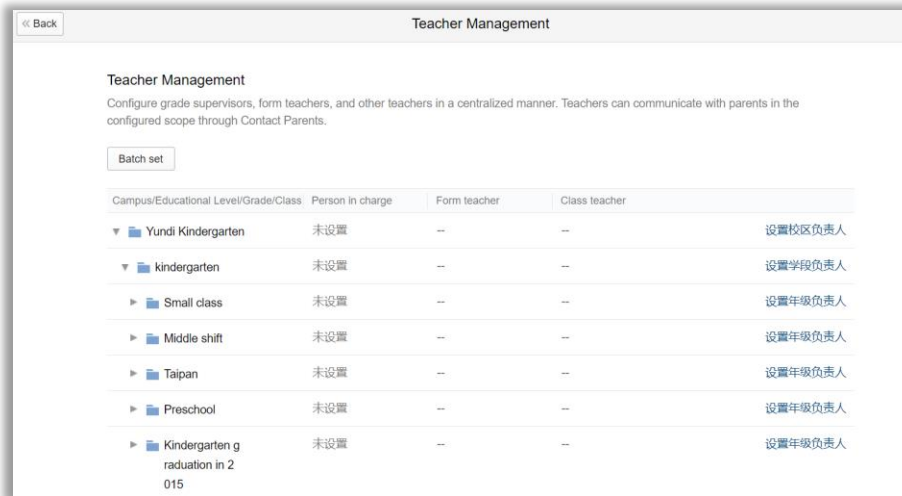 Back
Teacher Management
Teacher Management
Configure grade supervisors, form teachers, and other teachers in a centralized manner. Teachers can communicate with parents in the
configured scope through Contact Parents.
Batch set
Campus/Educational Level/Grade/Class Person in charge Form teacher Class teacher
Yundi Kindergarten 未设置 -- -- 设置校区负责人
kindergarten 未设置 -- -- 设置学段负责人
Small class 未设置 -- -- 设置年级负责人
Middle shift 未设置 -- -- 设置年级负责人
Taipan 未设置 -- -- 设置年级负责人
Preschool 未设置 -- -- 设置年级负责人
Kindergarten g 未设置 -- -- 设置年级负责人
raduation in 2
015